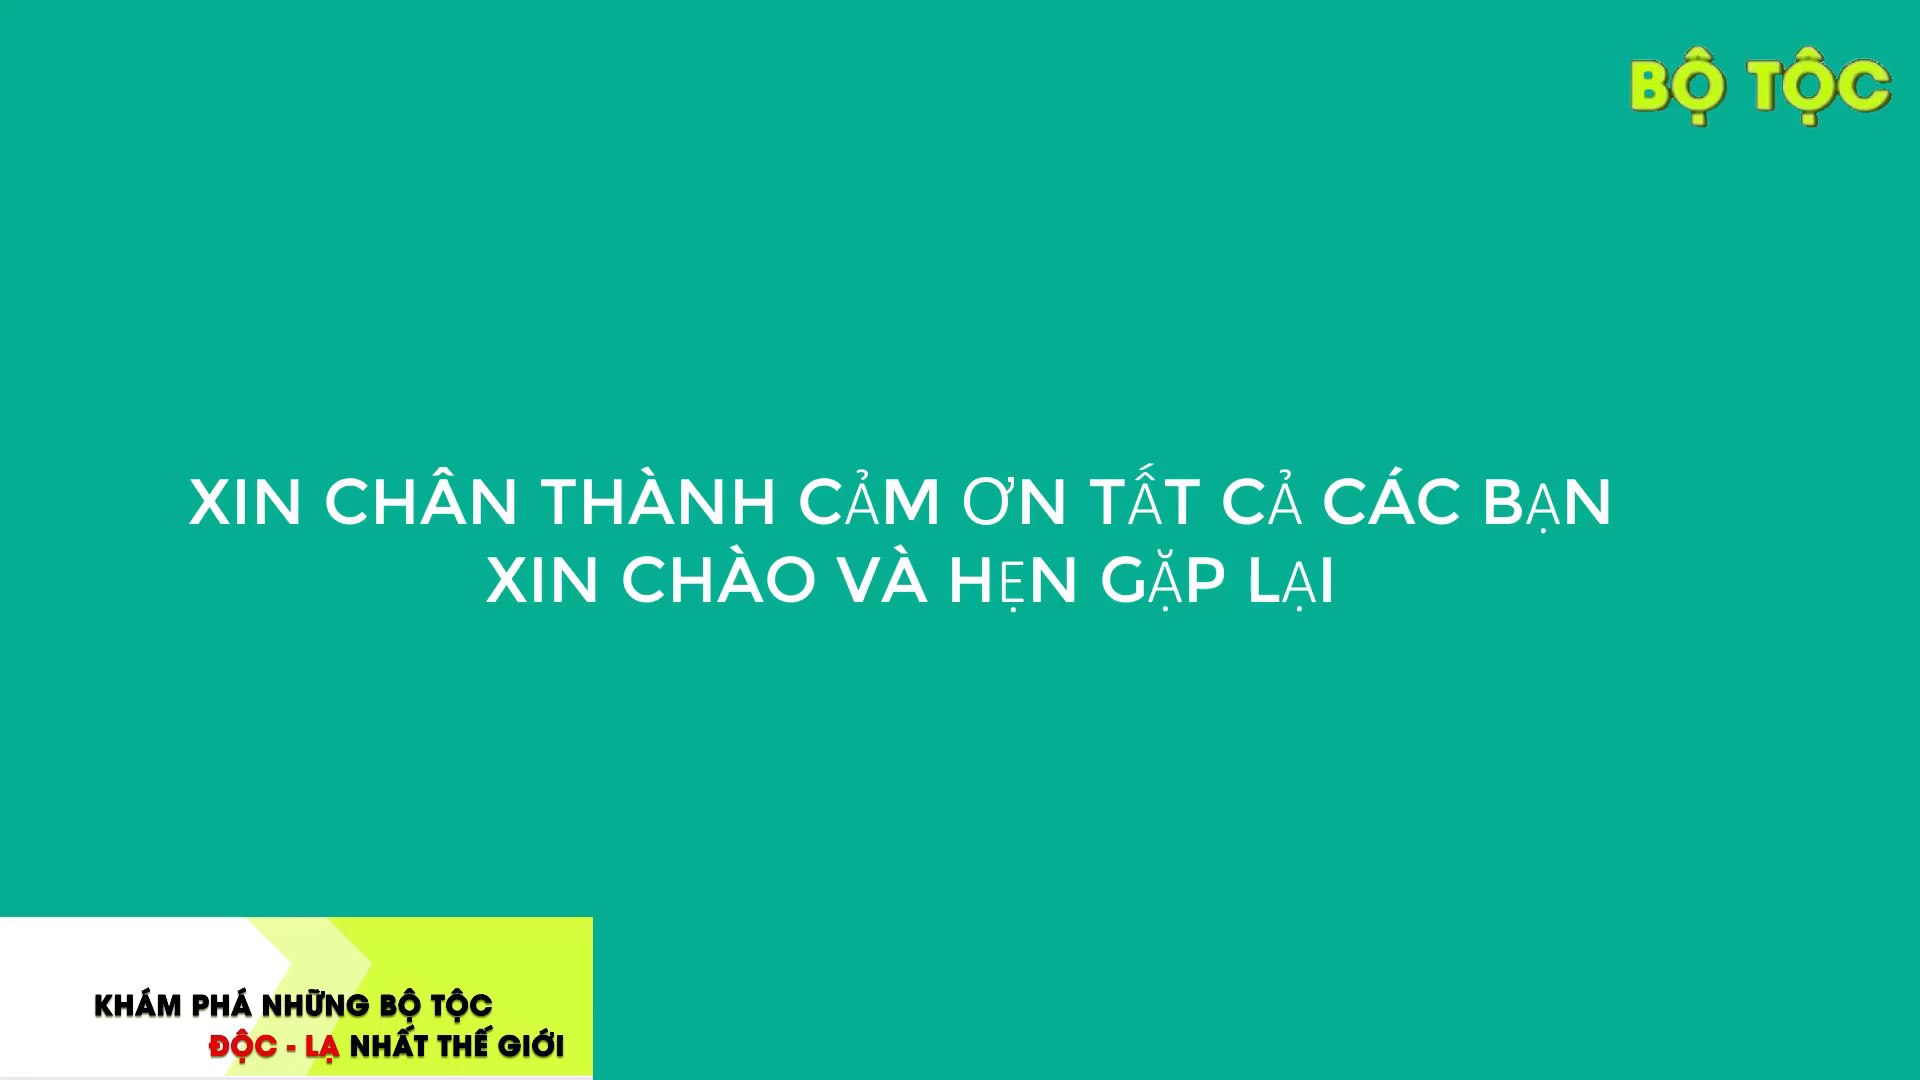 BỘ TỘC
XIN CHÂN THÀNH CẢM ƠN TẤT CẢ CÁC BẠN
XIN CHÀO VÀ HẸN GẶP LẠI
KHÁM PHÁ NHỮNG BỘ TỘC
ĐỘC - LẠ NHẤT THẾ GIỚI